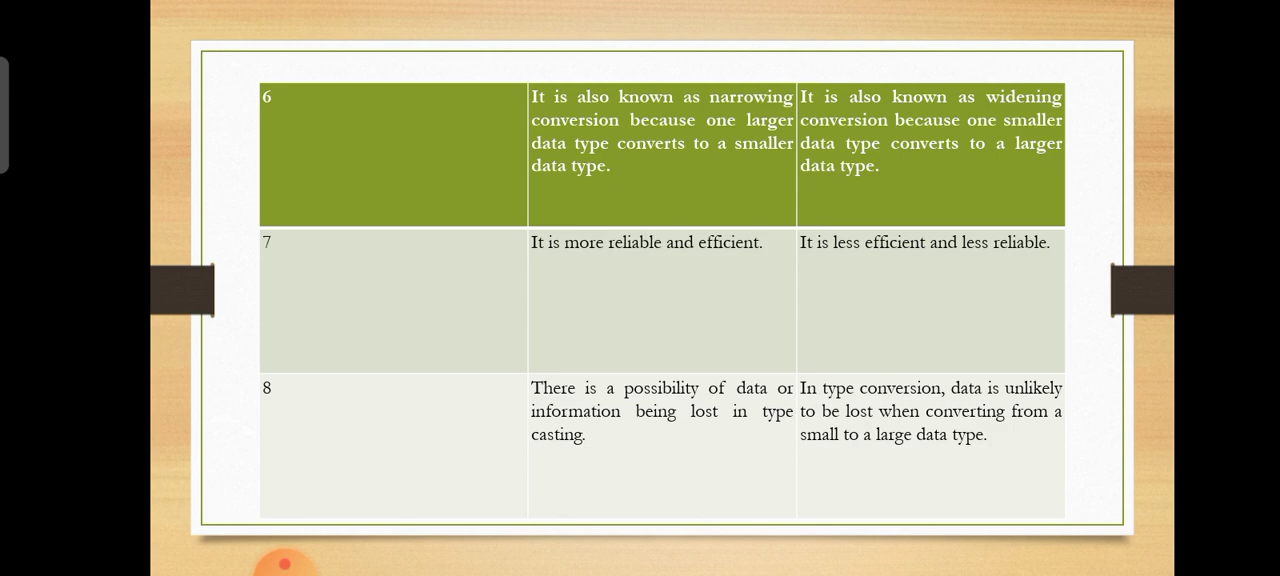 6
It is also known as narrowing
conversion because one larger
data type converts to a smaller
data type.
It is also known as widening
conversion because one smaller
data type converts to a larger
data type.
7
It is more reliable and efficient.
It is less efficient and less reliable.
8
There is a possibility of data or
information being lost in type
casting.
In type conversion, data is unlikely
to be lost when converting from a
small to a large data type.